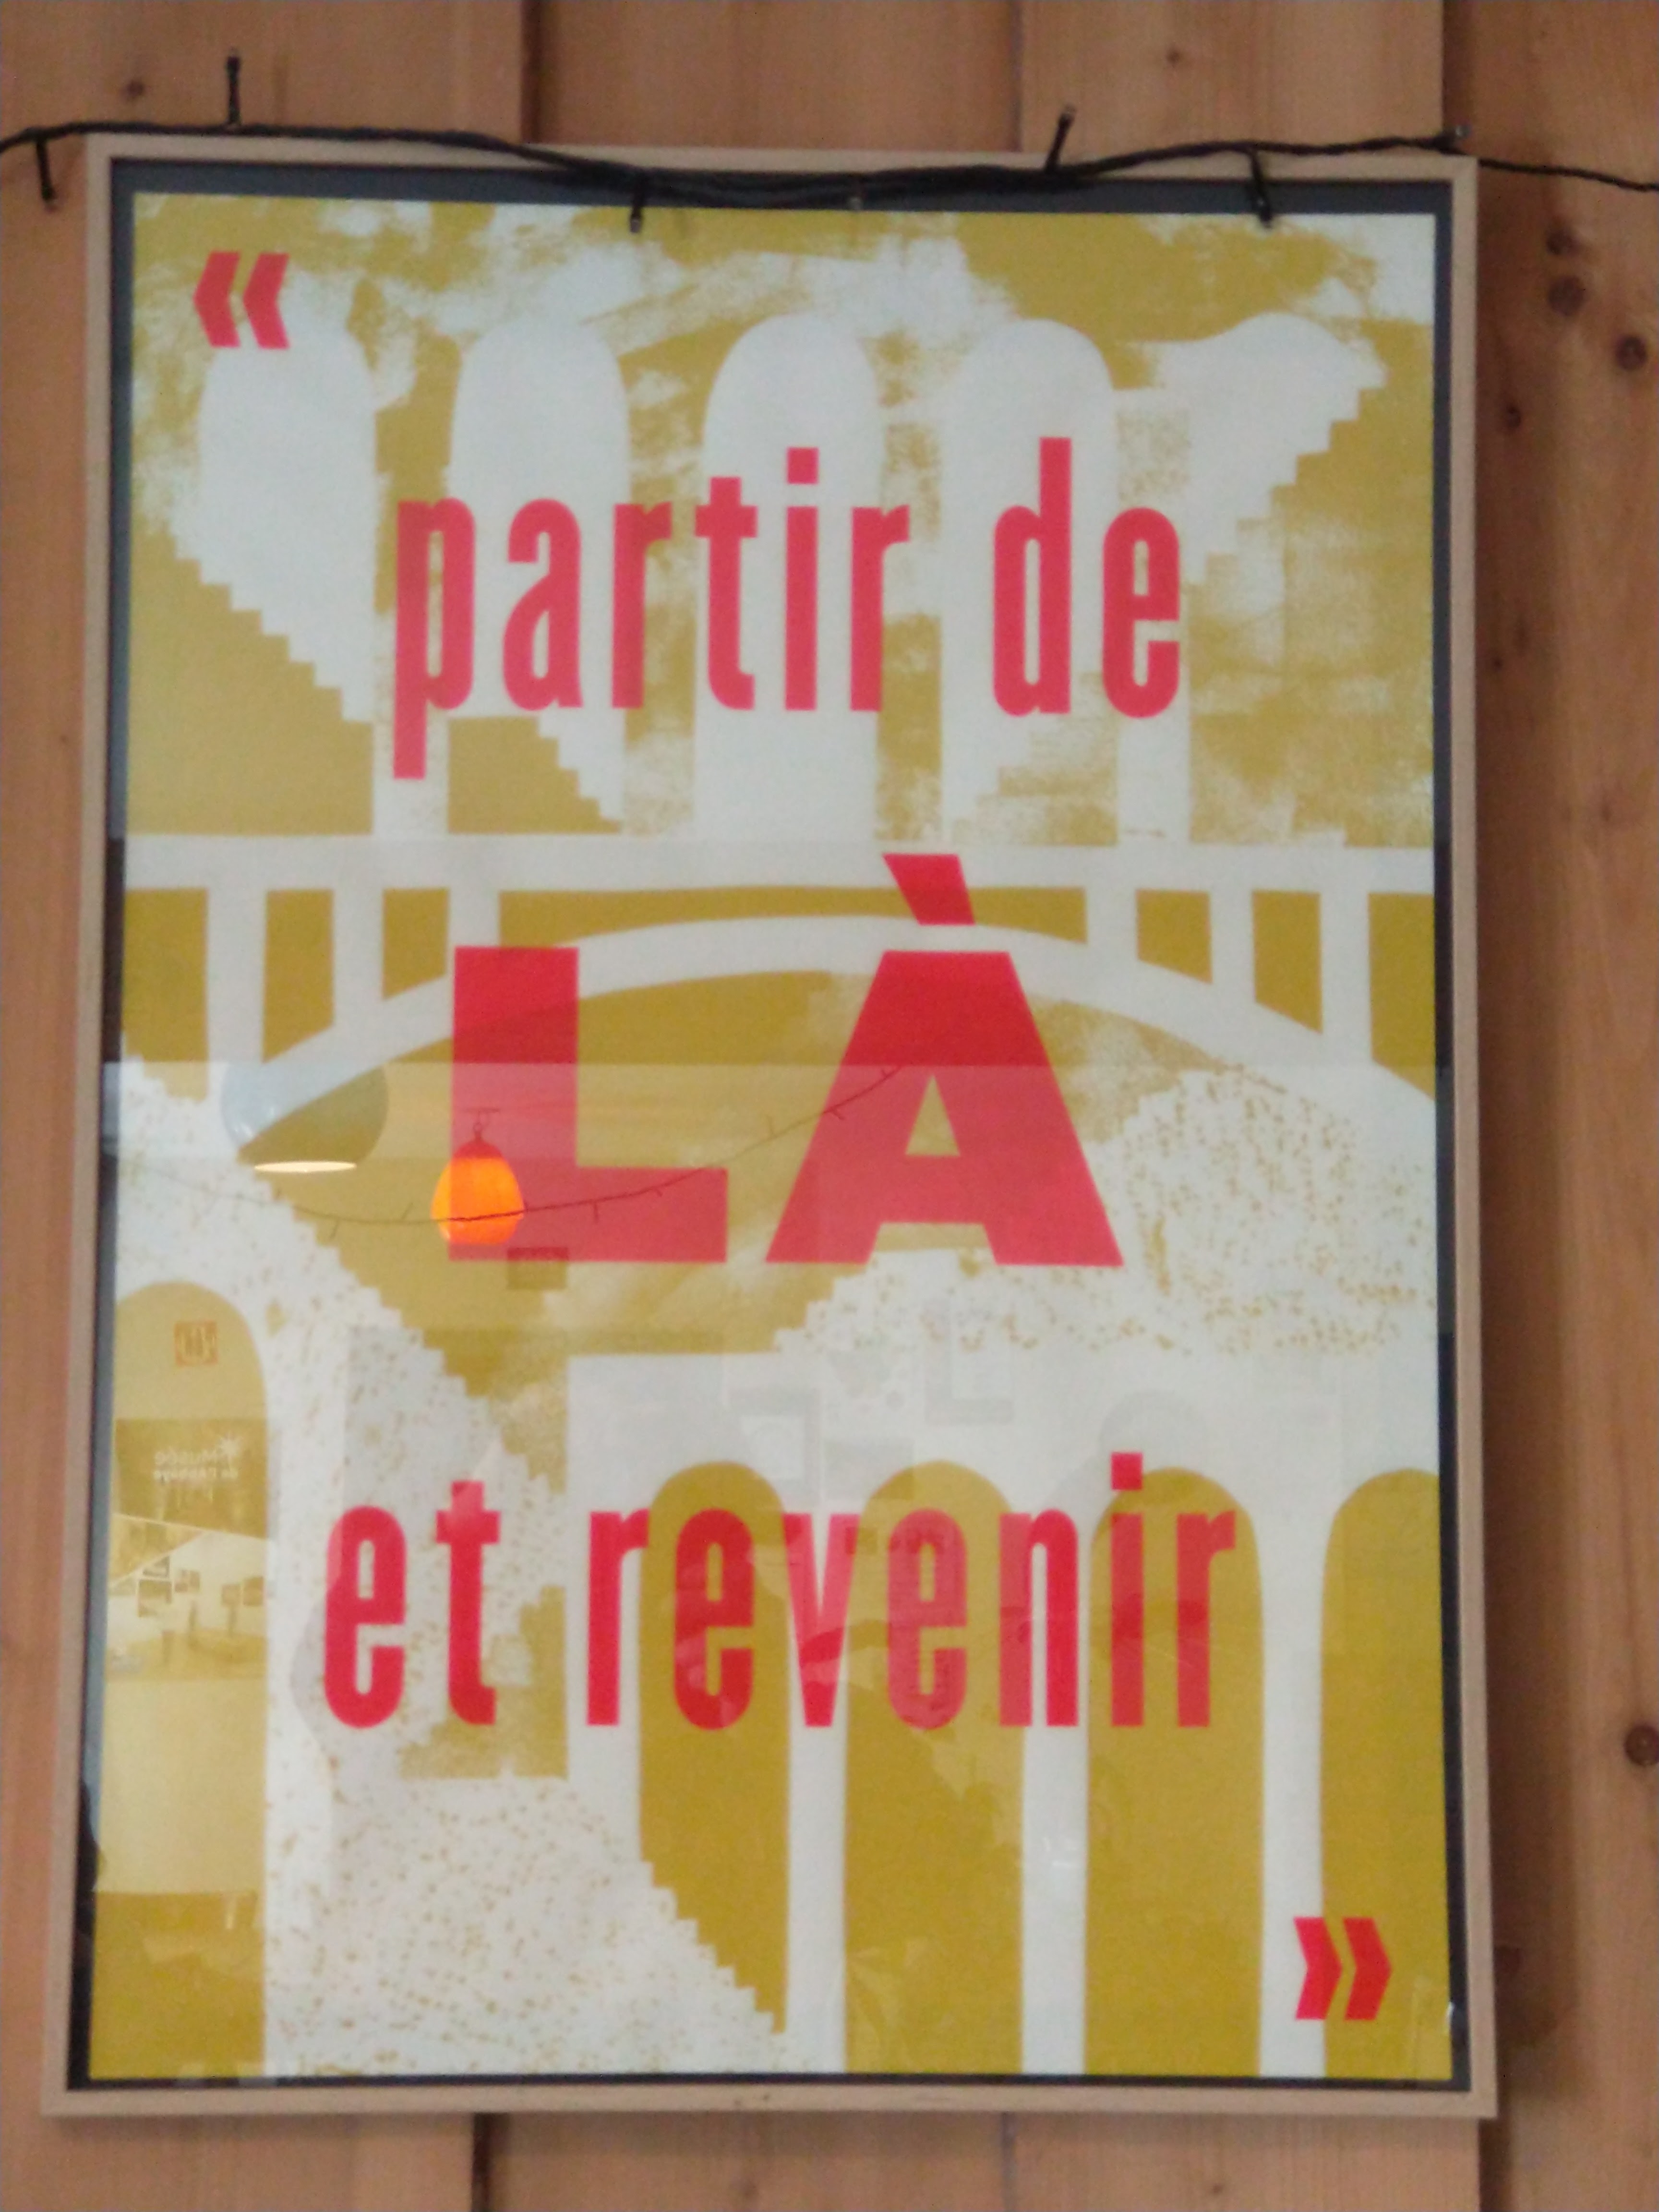 «
partir de
LÀ
et revenir
»